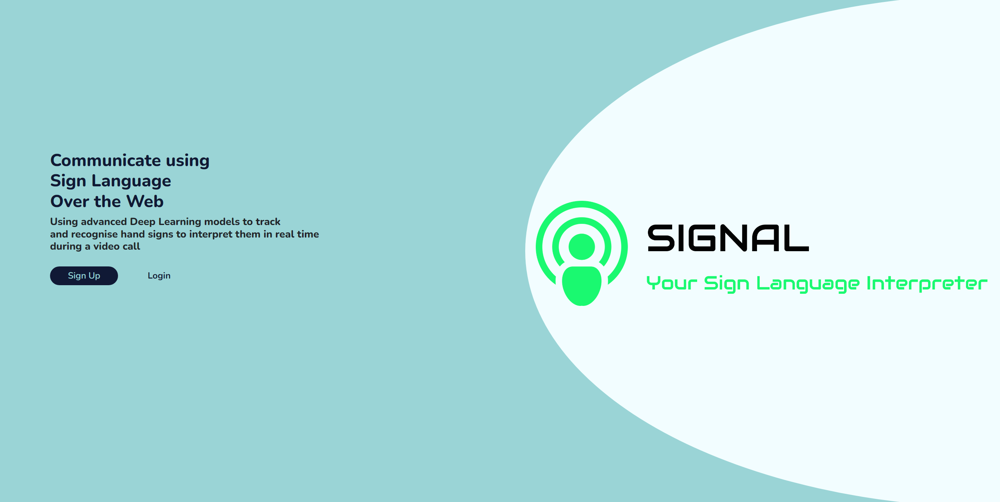 Communicate using
Sign Language
Over the Web
Using advanced Deep Learning models to track
and recognise hand signs to interpret them in real time
during a video call
Sign Up
Login
SIGNAL
Your Sign Language Interpreter